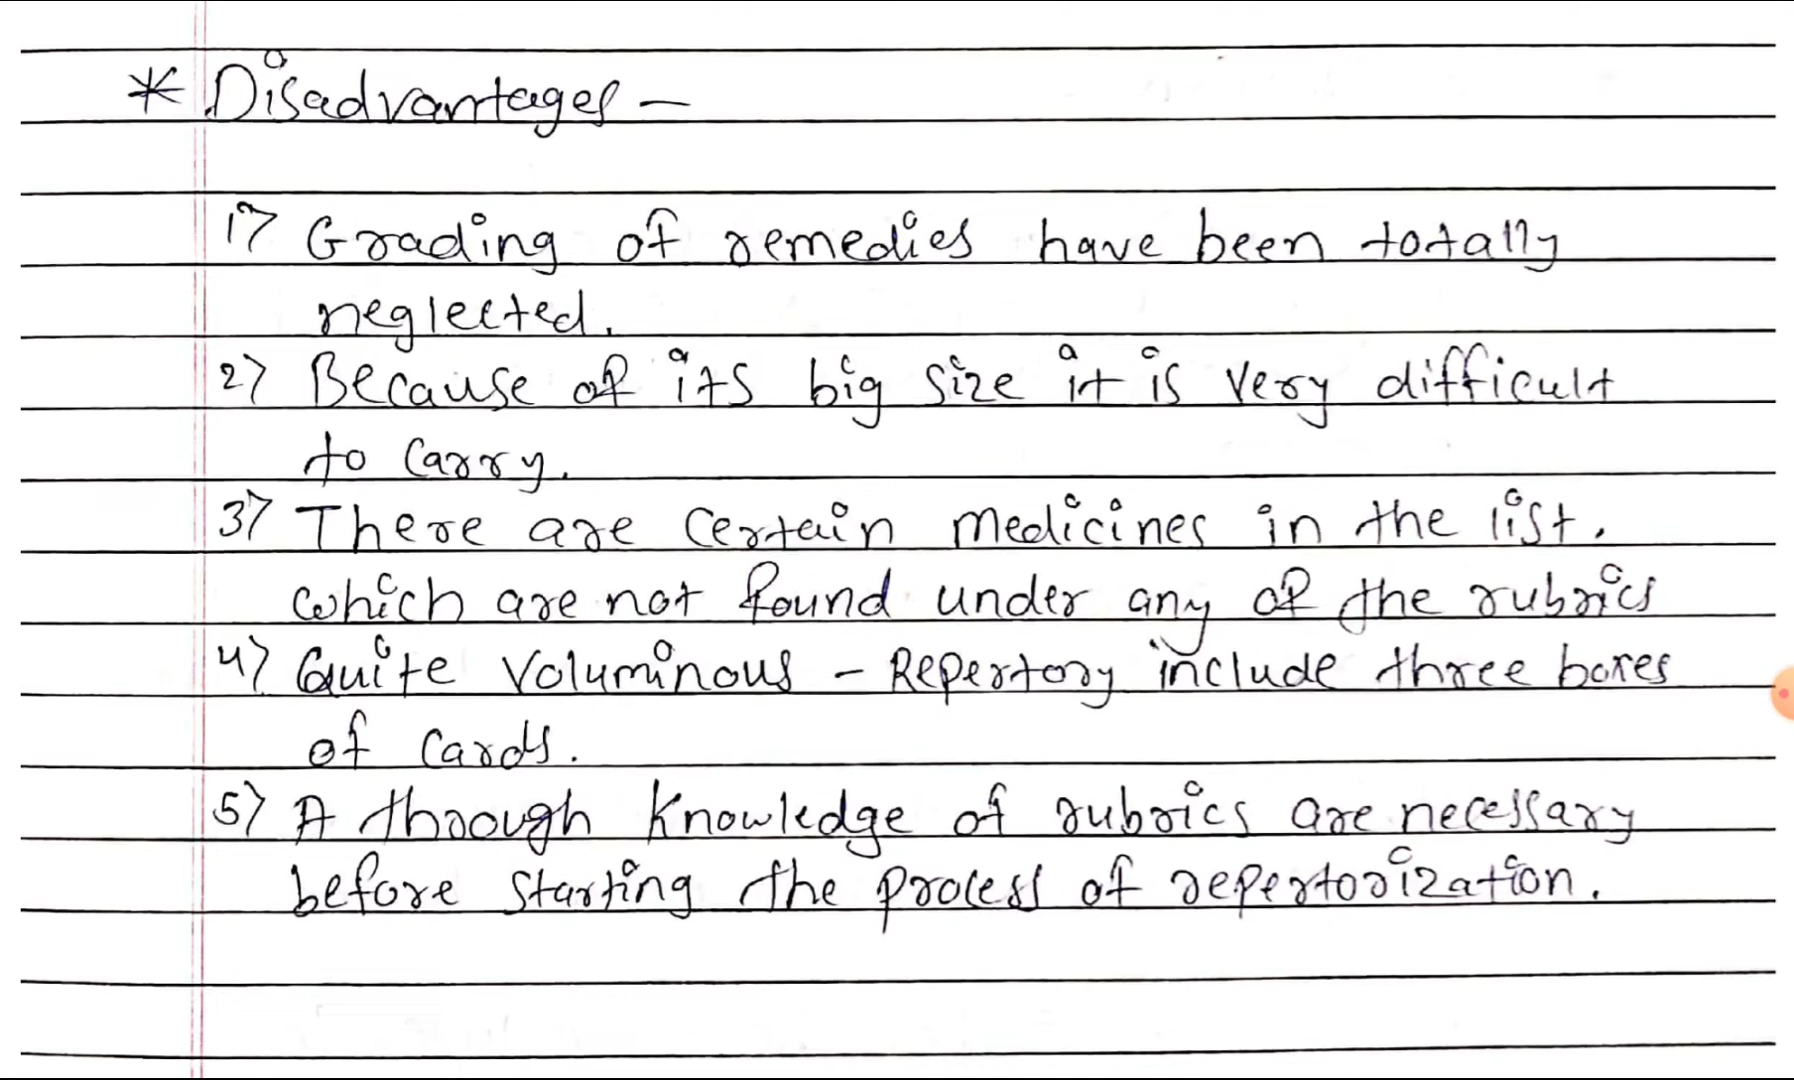 * Disadvantages -
1) Grading of remedies have been totally
neglected.
2) Because of its big size it is very difficult
to carry.
3) There are certain medicines in the list.
which are not found under any of the rubrics
4) Quite Voluminous - Repertory include three boxes
of cards.
5) A thoough knowledge of rubrics are necessary
before starting the process of repertorization.